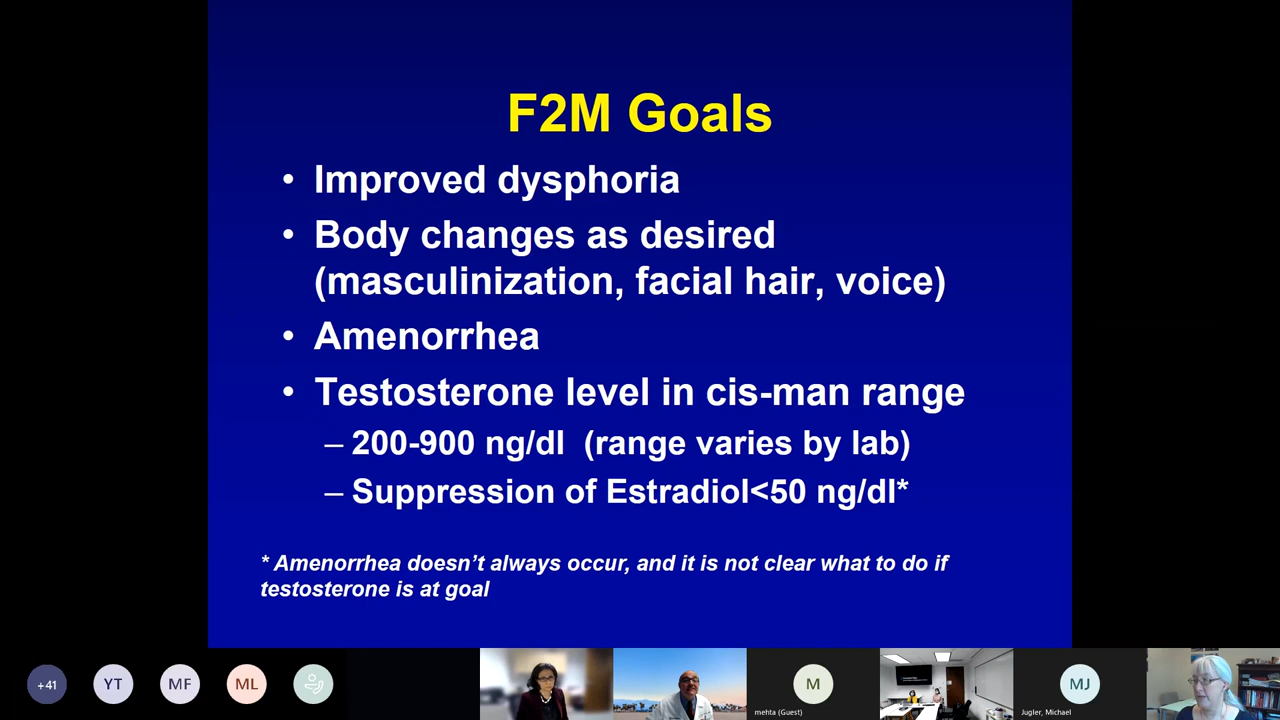 F2M Goals
• Improved dysphoria
• Body changes as desired
(masculinization, facial hair, voice)
• Amenorrhea
• Testosterone level in cis-man range
– 200-900 ng/dl  (range varies by lab)
– Suppression of Estradiol<50 ng/dl*
* Amenorrhea doesn’t always occur, and it is not clear what to do if
testosterone is at goal
+41
YT
MF
ML
M
mehta (Guest)
MJ
Jugler, Michael